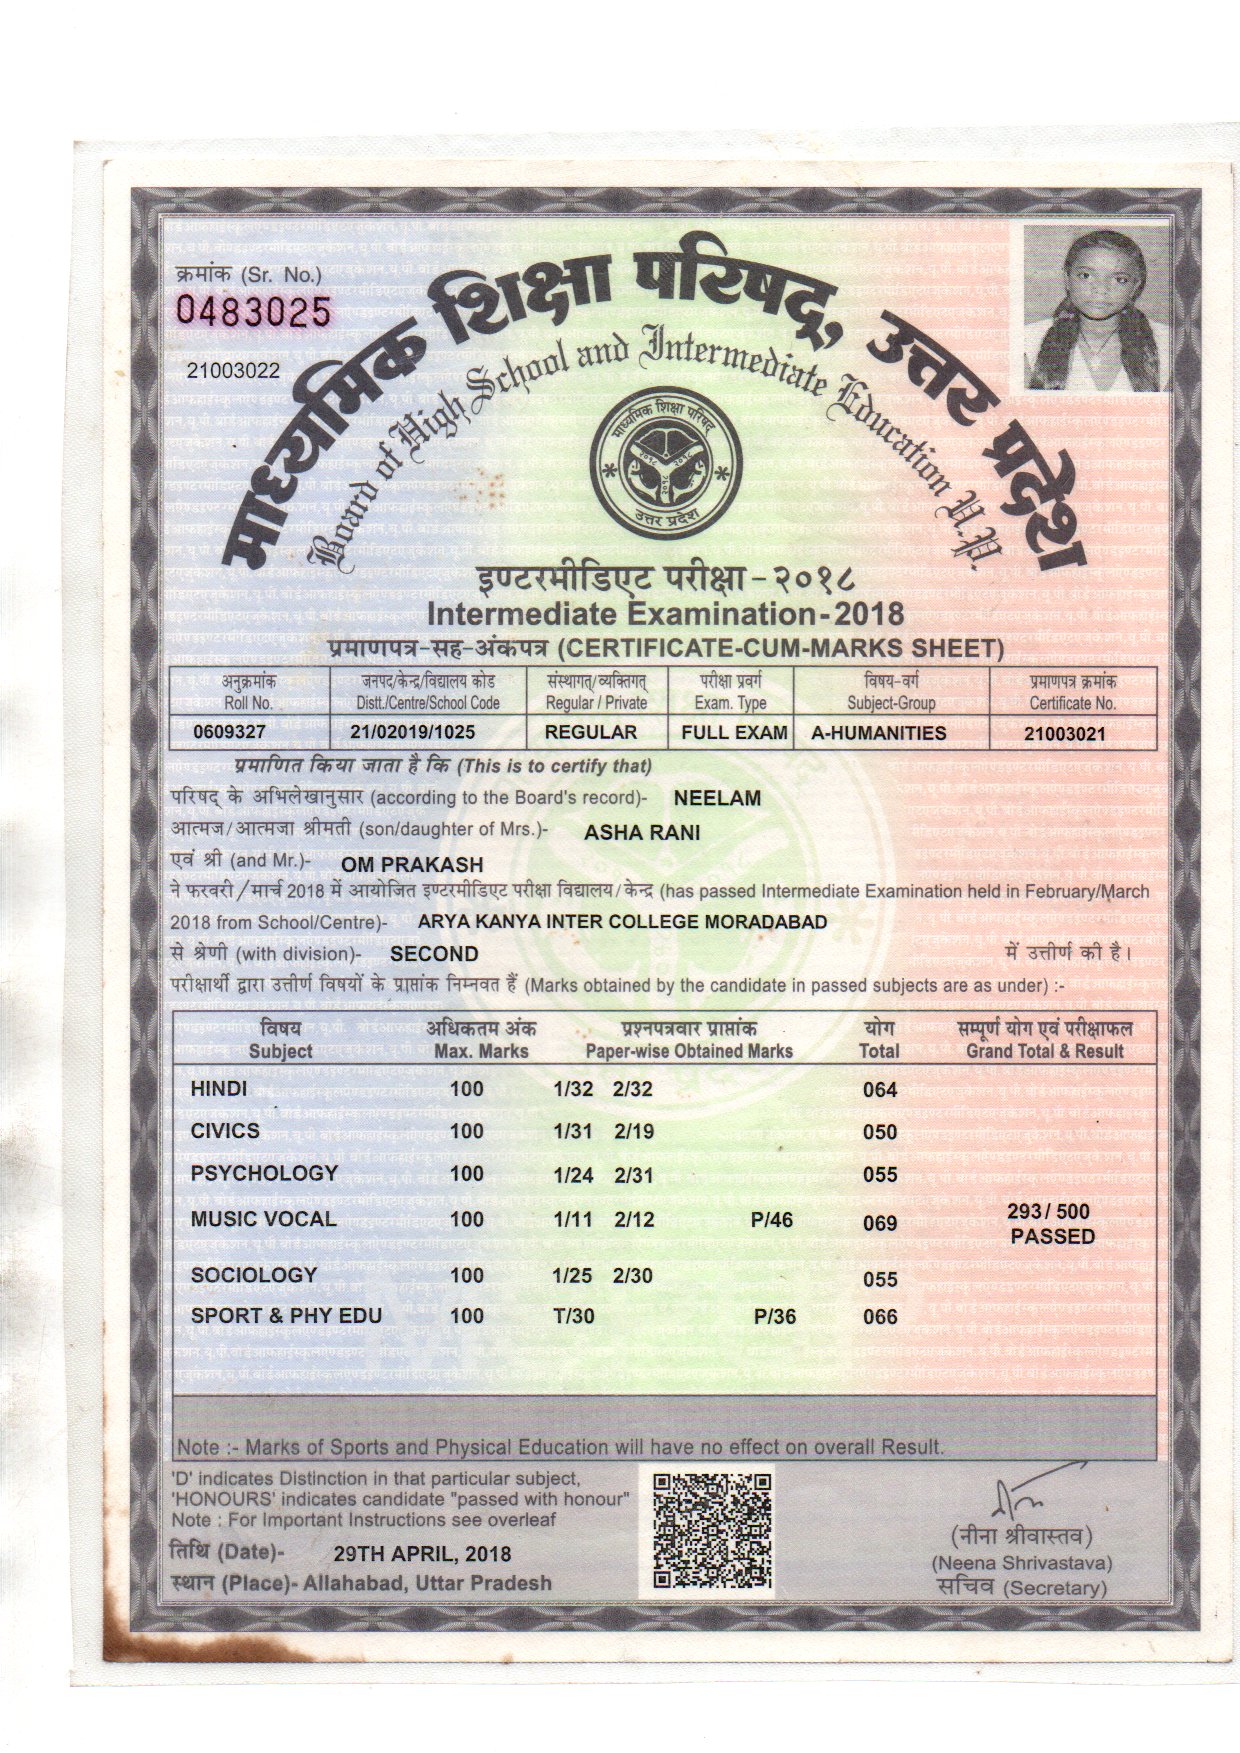 क्रमांक (Sr. No.)
0483025
21003022
माध्यमिक शिक्षा परिषद्, उत्तर प्रदेश
Board of High School and Intermediate Education U.P.
माध्यमिक शिक्षा परिषद्
उत्तर प्रदेश
इण्टरमीडिएट परीक्षा - २०१८
Intermediate Examination - 2018
प्रमाणपत्र-सह-अंकपत्र (CERTIFICATE-CUM-MARKS SHEET)
अनुक्रमांक जनपद/केन्द्र/विद्यालय कोड संस्थागत्/व्यक्तिगत् परीक्षा प्रवर्ग विषय-वर्ग प्रमाणपत्र क्रमांक
Roll No. Distt./Centre/School Code Regular / Private Exam. Type Subject-Group Certificate No.
0609327 21/02019/1025 REGULAR FULL EXAM A-HUMANITIES 21003021
प्रमाणित किया जाता है कि (This is to certify that)
परिषद् के अभिलेखानुसार (according to the Board's record)- NEELAM
आत्मज/आत्मजा श्रीमती (son/daughter of Mrs.)- ASHA RANI
एवं श्री (and Mr.)- OM PRAKASH
ने फरवरी/मार्च 2018 में आयोजित इण्टरमीडिएट परीक्षा विद्यालय/केन्द्र (has passed Intermediate Examination held in February/March
2018 from School/Centre)- ARYA KANYA INTER COLLEGE MORADABAD
से श्रेणी (with division)- SECOND में उत्तीर्ण की है।
परीक्षार्थी द्वारा उत्तीर्ण विषयों के प्राप्तांक निम्नवत हैं (Marks obtained by the candidate in passed subjects are as under) :-
विषय अधिकतम अंक प्रश्नपत्रवार प्राप्तांक योग सम्पूर्ण योग एवं परीक्षाफल
Subject Max. Marks Paper-wise Obtained Marks Total Grand Total & Result
HINDI 100 1/32 2/32 064
CIVICS 100 1/31 2/19 050
PSYCHOLOGY 100 1/24 2/31 055
MUSIC VOCAL 100 1/11 2/12 P/46 069 293/ 500
PASSED
SOCIOLOGY 100 1/25 2/30 055
SPORT & PHY EDU 100 T/30 P/36 066
Note :- Marks of Sports and Physical Education will have no effect on overall Result.
'D' indicates Distinction in that particular subject,
'HONOURS' indicates candidate "passed with honour"
Note : For Important Instructions see overleaf
तिथि (Date)- 29TH APRIL, 2018
स्थान (Place)- Allahabad, Uttar Pradesh
(नीना श्रीवास्तव)
(Neena Shrivastava)
सचिव (Secretary)